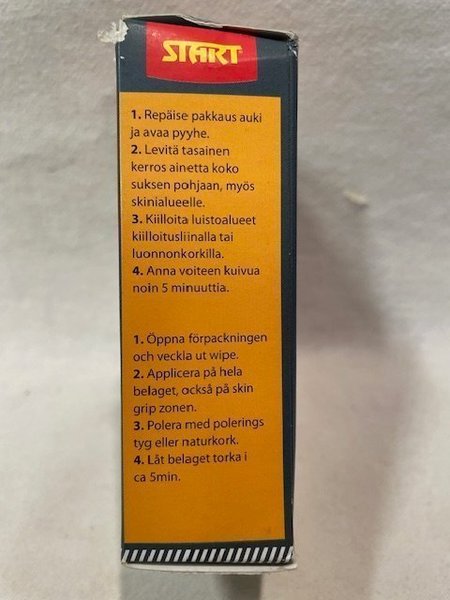 START
1. Repäise pakkaus auki
ja avaa pyyhe.
2. Levitä tasainen
kerros ainetta koko
suksen pohjaan, myös
skinialueelle.
3. Kiilloita luistoalueet
kiilloitusliinalla tai
luonnonkorkilla.
4. Anna voiteen kuivua
noin 5 minuuttia.
1. Öppna förpackningen
och veckla ut wipe.
2. Applicera på hela
belaget, också på skin
grip zonen.
3. Polera med polerings
tyg eller naturkork.
4. Låt belaget torka i
ca 5min.